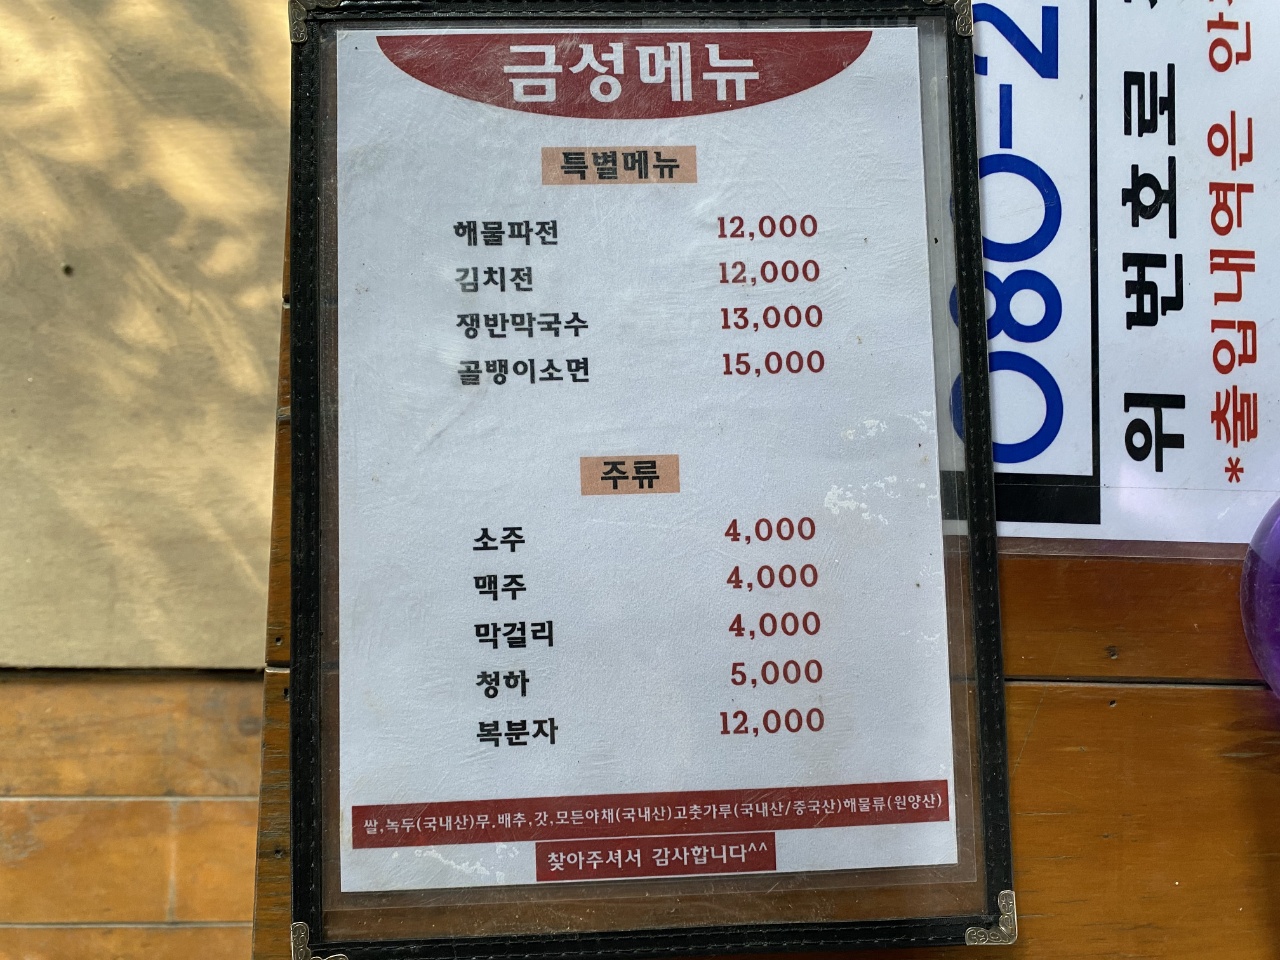 금성메뉴
특별메뉴
해물파전 12,000
김치전 12,000
쟁반막국수 13,000
골뱅이소면 15,000
주류
소주 4,000
맥주 4,000
막걸리 4,000
청하 5,000
복분자 12,000
쌀,녹두(국내산)무.배추,갓,모든야채(국내산)고춧가루(국내산/중국산)해물류(원양산)
찾아주셔서 감사합니다^^
080-2
위 번호로
*출입내역은 안